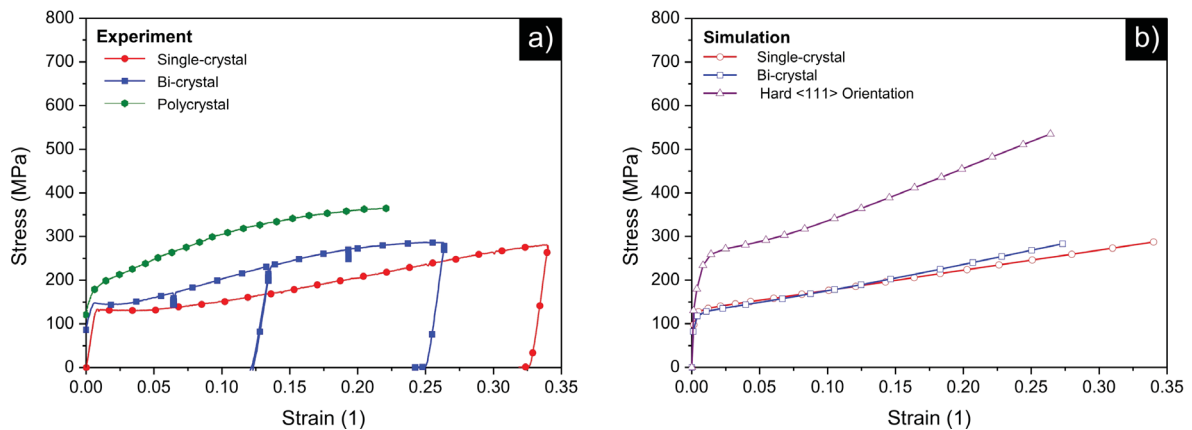 a)
Experiment
Single-crystal
Bi-crystal
Polycrystal
Stress (MPa)
800
700
600
500
400
300
200
100
0
0.00 0.05 0.10 0.15 0.20 0.25 0.30 0.35
Strain (1)
b)
Simulation
Single-crystal
Bi-crystal
Hard <111> Orientation
Stress (MPa)
800
700
600
500
400
300
200
100
0
0.00 0.05 0.10 0.15 0.20 0.25 0.30 0.35
Strain (1)